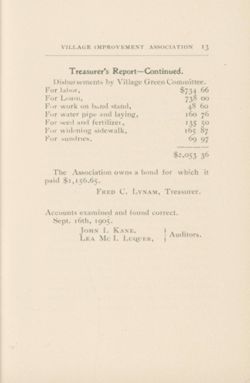 VILLAGE IMPROVEMENT ASSOCIATION 13
Treasurer's Report—Continued.
Disbursements by Village Green Committee.
For labor, $734 66
For Loam, 738 00
For work on band stand, 48 60
For water pipe and laying, 160 76
For seed and fertilizer, 135 50
For widening sidewalk, 165 87
For sundries, 69 97
$2,053 36
The Association owns a bond for which it
paid $1,156.65.
FRED C. LYNAM, Treasurer.
Accounts examined and found correct.
Sept. 16th, 1905.
JOHN I. KANE,
LEA MC I. LUQUER, } Auditors.